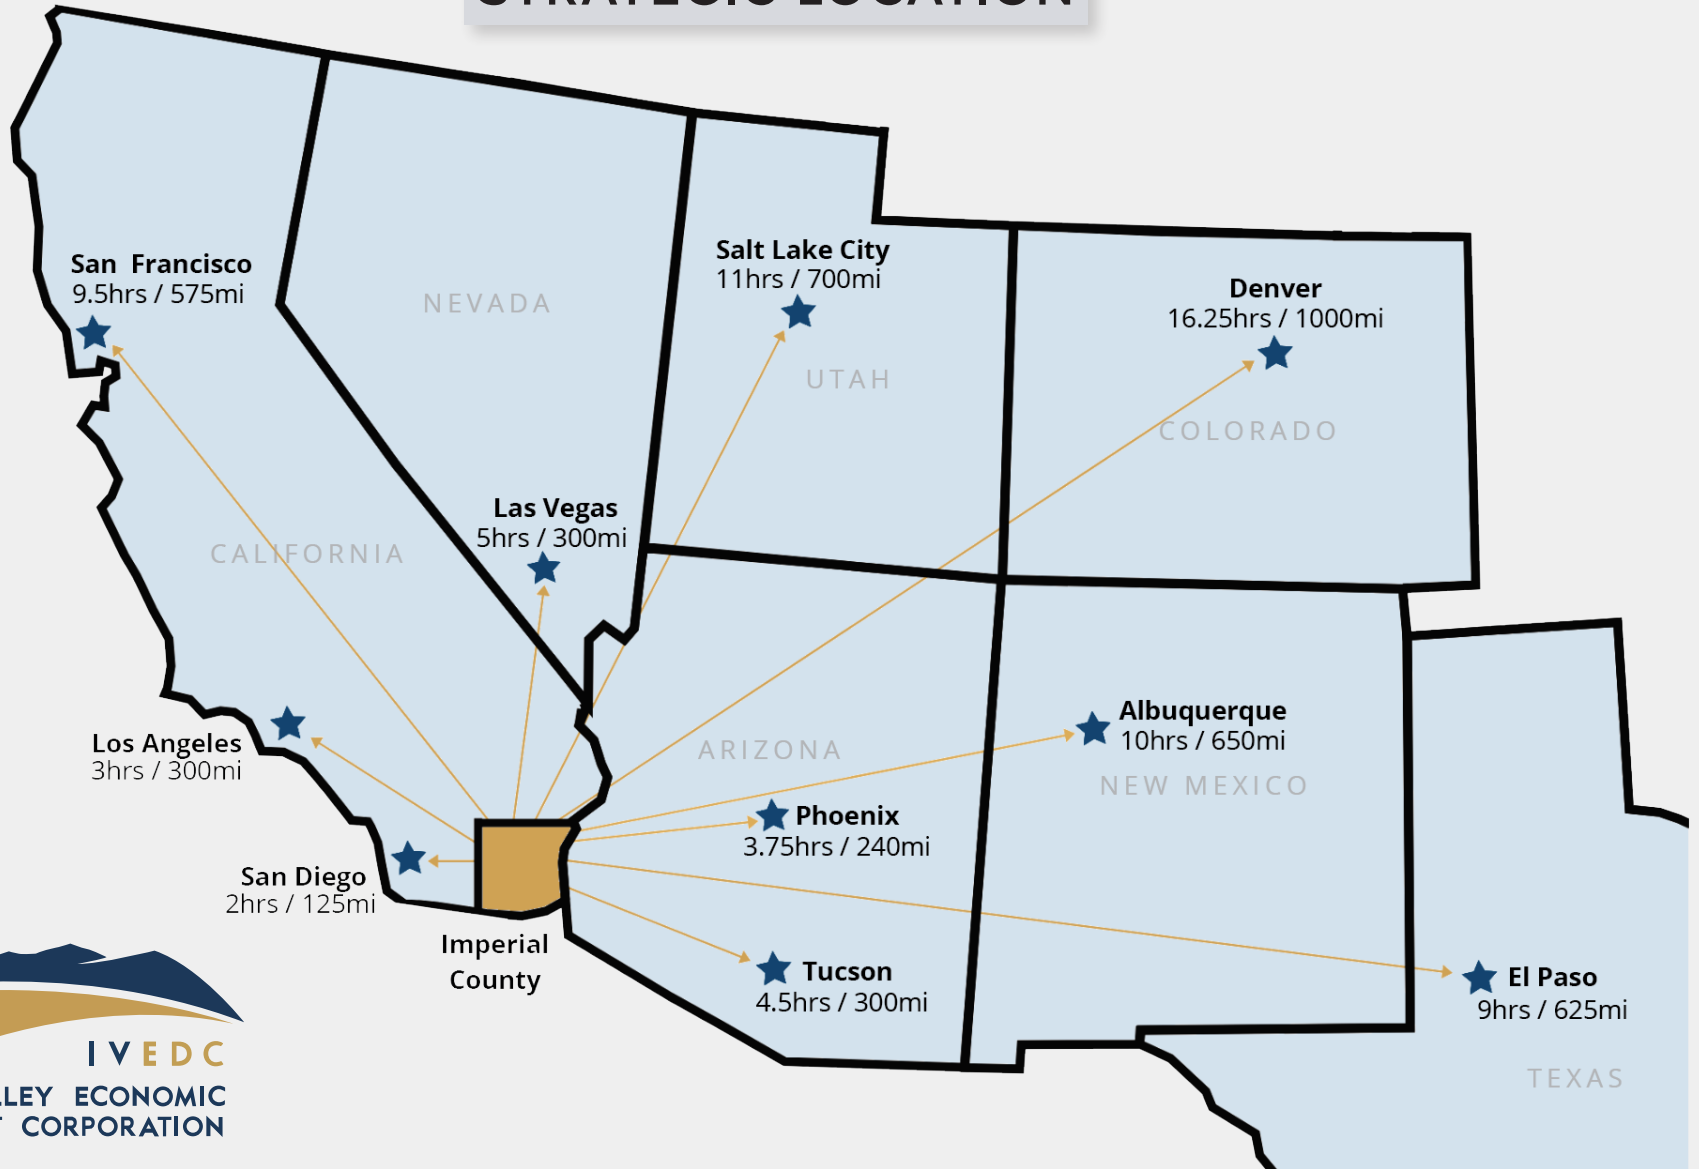 STRATEGIC LOCATION
San Francisco
9.5hrs / 575mi
NEVADA
Salt Lake City
11hrs / 700mi
UTAH
Denver
16.25hrs / 1000mi
COLORADO
CALIFORNIA
Las Vegas
5hrs / 300mi
Los Angeles
3hrs / 300mi
ARIZONA
Albuquerque
10hrs / 650mi
NEW MEXICO
Phoenix
3.75hrs / 240mi
San Diego
2hrs / 125mi
Imperial
County
Tucson
4.5hrs / 300mi
El Paso
9hrs / 625mi
TEXAS
IVEDC
ECONOMIC
CORPORATION